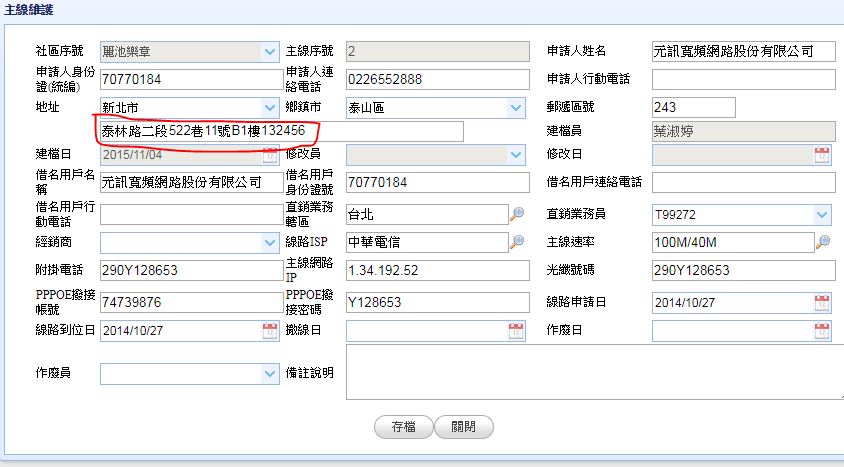 主線維護
社區序號 麗池樂章 主線序號 2 申請人姓名 元訊寬頻網路股份有限公司
申請人身份證(統編) 70770184 申請人連絡電話 0226552888 申請人行動電話
地址 新北市 鄉鎮市 泰山區 郵遞區號 243
泰林路二段522巷11號B1樓132456 建檔員 葉淑婷
建檔日 2015/11/04 修改員 修改日
借名用戶名稱 元訊寬頻網路股份有限公司 借名用戶身份證號 70770184 借名用戶連絡電話
借名用戶行動電話 直銷業務轄區 台北 直銷業務員 T99272
經銷商 線路ISP 中華電信 主線速率 100M/40M
附掛電話 290Y128653 主線網路IP 1.34.192.52 光纖號碼 290Y128653
PPPOE撥接帳號 74739876 PPPOE撥接密碼 Y128653 線路申請日 2014/10/27
線路到位日 2014/10/27 撤線日 作廢日
作廢員 備註說明
存檔 關閉